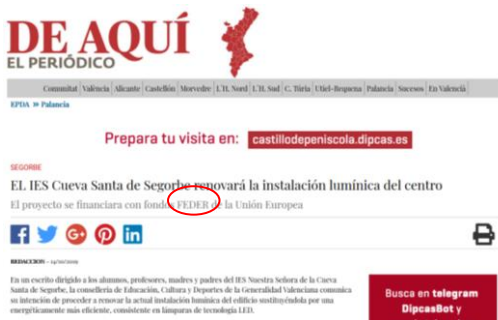 DE AQUÍ
EL PERIÓDICO
Comunitat Valéncia Alicante Castellón Morvedre L'H. Nord L'H. Sud C. Túria Utiel-Requena Palancia Sucesos En Valencià
EPDA » Palancia
Prepara tu visita en: castillodepeniscola.dipcas.es
SEGORBE
EL IES Cueva Santa de Segorbe renovará la instalación lumínica del centro
El proyecto se financiara con fondos FEDER de la Unión Europea
REDACCIÓN - 14/10/2019
En un escrito dirigido a los alumnos, profesores, madres y padres del IES Nuestra Señora de la Cueva
Santa de Segorbe, la conselleria de Educación, Cultura y Deportes de la Generalidad Valenciana comunica
su intención de proceder a renovar la actual instalación lumínica del edificio sustituyéndola por una
energéticamente más eficiente, consistente en lámparas de tecnología LED.
Busca en telegram
DipcasBot y